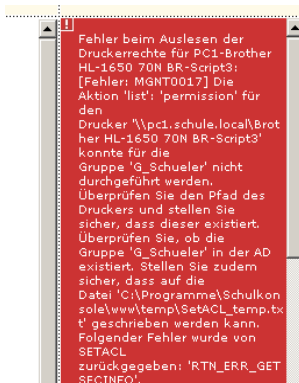 Fehler beim Auslesen der
Druckerrechte für PC1-Brother
HL-1650 70N BR-Script3:
[Fehler: MGNT0017] Die
Aktion 'list': 'permission' für
den
Drucker '\\pc1.schule.local\Brot
her HL-1650 70N BR-Script3'
konnte für die
Gruppe 'G_Schueler' nicht
durchgeführt werden.
Überprüfen Sie den Pfad des
Druckers und stellen Sie
sicher, dass dieser existiert.
Überprüfen Sie, ob die
Gruppe 'G_Schueler' in der AD
existiert. Stellen Sie zudem
sicher, dass auf die
Datei 'C:\Programme\Schulkon
sole\www\temp\SetACL_temp.tx
t' geschrieben werden kann.
Folgender Fehler wurde von
SETACL
zurückgegeben: 'RTN_ERR_GET
SECINFO'.